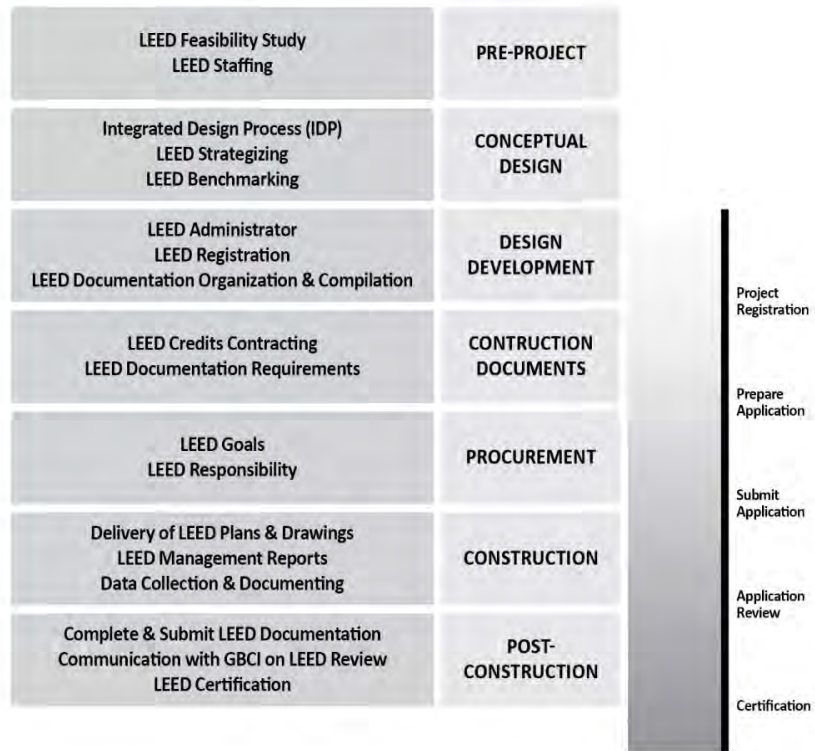 LEED Feasibility Study
LEED Staffing
PRE-PROJECT
Integrated Design Process (IDP)
LEED Strategizing
LEED Benchmarking
CONCEPTUAL
DESIGN
LEED Administrator
LEED Registration
LEED Documentation Organization & Compilation
DESIGN
DEVELOPMENT
LEED Credits Contracting
LEED Documentation Requirements
CONTRUCTION
DOCUMENTS
LEED Goals
LEED Responsibility
PROCUREMENT
Delivery of LEED Plans & Drawings
LEED Management Reports
Data Collection & Documenting
CONSTRUCTION
Complete & Submit LEED Documentation
Communication with GBCI on LEED Review
LEED Certification
POST-
CONSTRUCTION
Project
Registration
Prepare
Application
Submit
Application
Application
Review
Certification